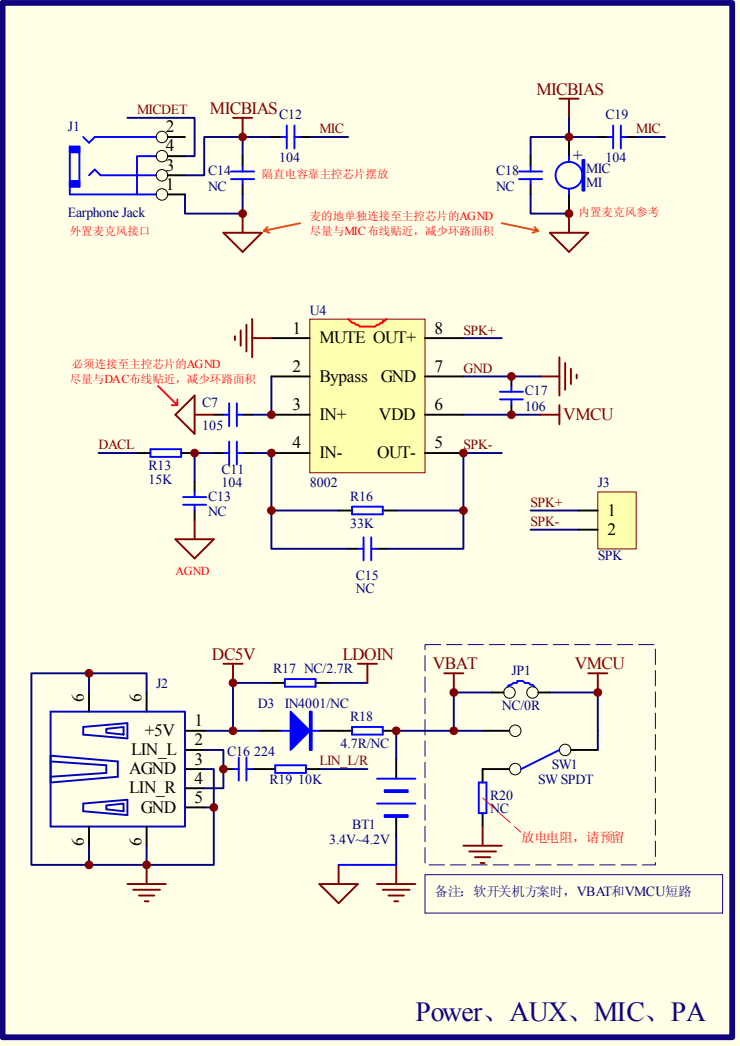 MICDET
J1
2
4
3
1
Earphone Jack
外置麦克风接口
MICBIAS
C12
104
MIC
C14
NC
隔直电容靠主控芯片摆放
MICBIAS
C19
104
MIC
C18
NC
+
MIC
MI
内置麦克风参考
麦的地单独连接至主控芯片的AGND
尽量与MIC布线贴近，减少环路面积
U4
1
MUTE
OUT+
8
SPK+
2
Bypass
GND
7
GND
3
IN+
VDD
6
VMCU
4
IN-
OUT-
5
SPK-
8002
C17
106
必须连接至主控芯片的AGND
尽量与DAC布线贴近，减少环路面积
C7
105
DACL
R13
15K
C11
104
C13
NC
AGND
R16
33K
C15
NC
J3
SPK+
1
SPK-
2
SPK
J2
6
6
+5V
1
LIN_L
2
AGND
3
LIN_R
4
GND
5
6
6
DC5V
R17 NC/2.7R
LDOIN
D3 IN4001/NC
R18
4.7R/NC
C16 224
R19 10K
LIN_L/R
BT1
3.4V~4.2V
VBAT
JP1
NC/0R
VMCU
SW1
SW SPDT
R20
NC
放电电阻，请预留
备注：软开关机方案时，VBAT和VMCU短路
Power、AUX、MIC、PA